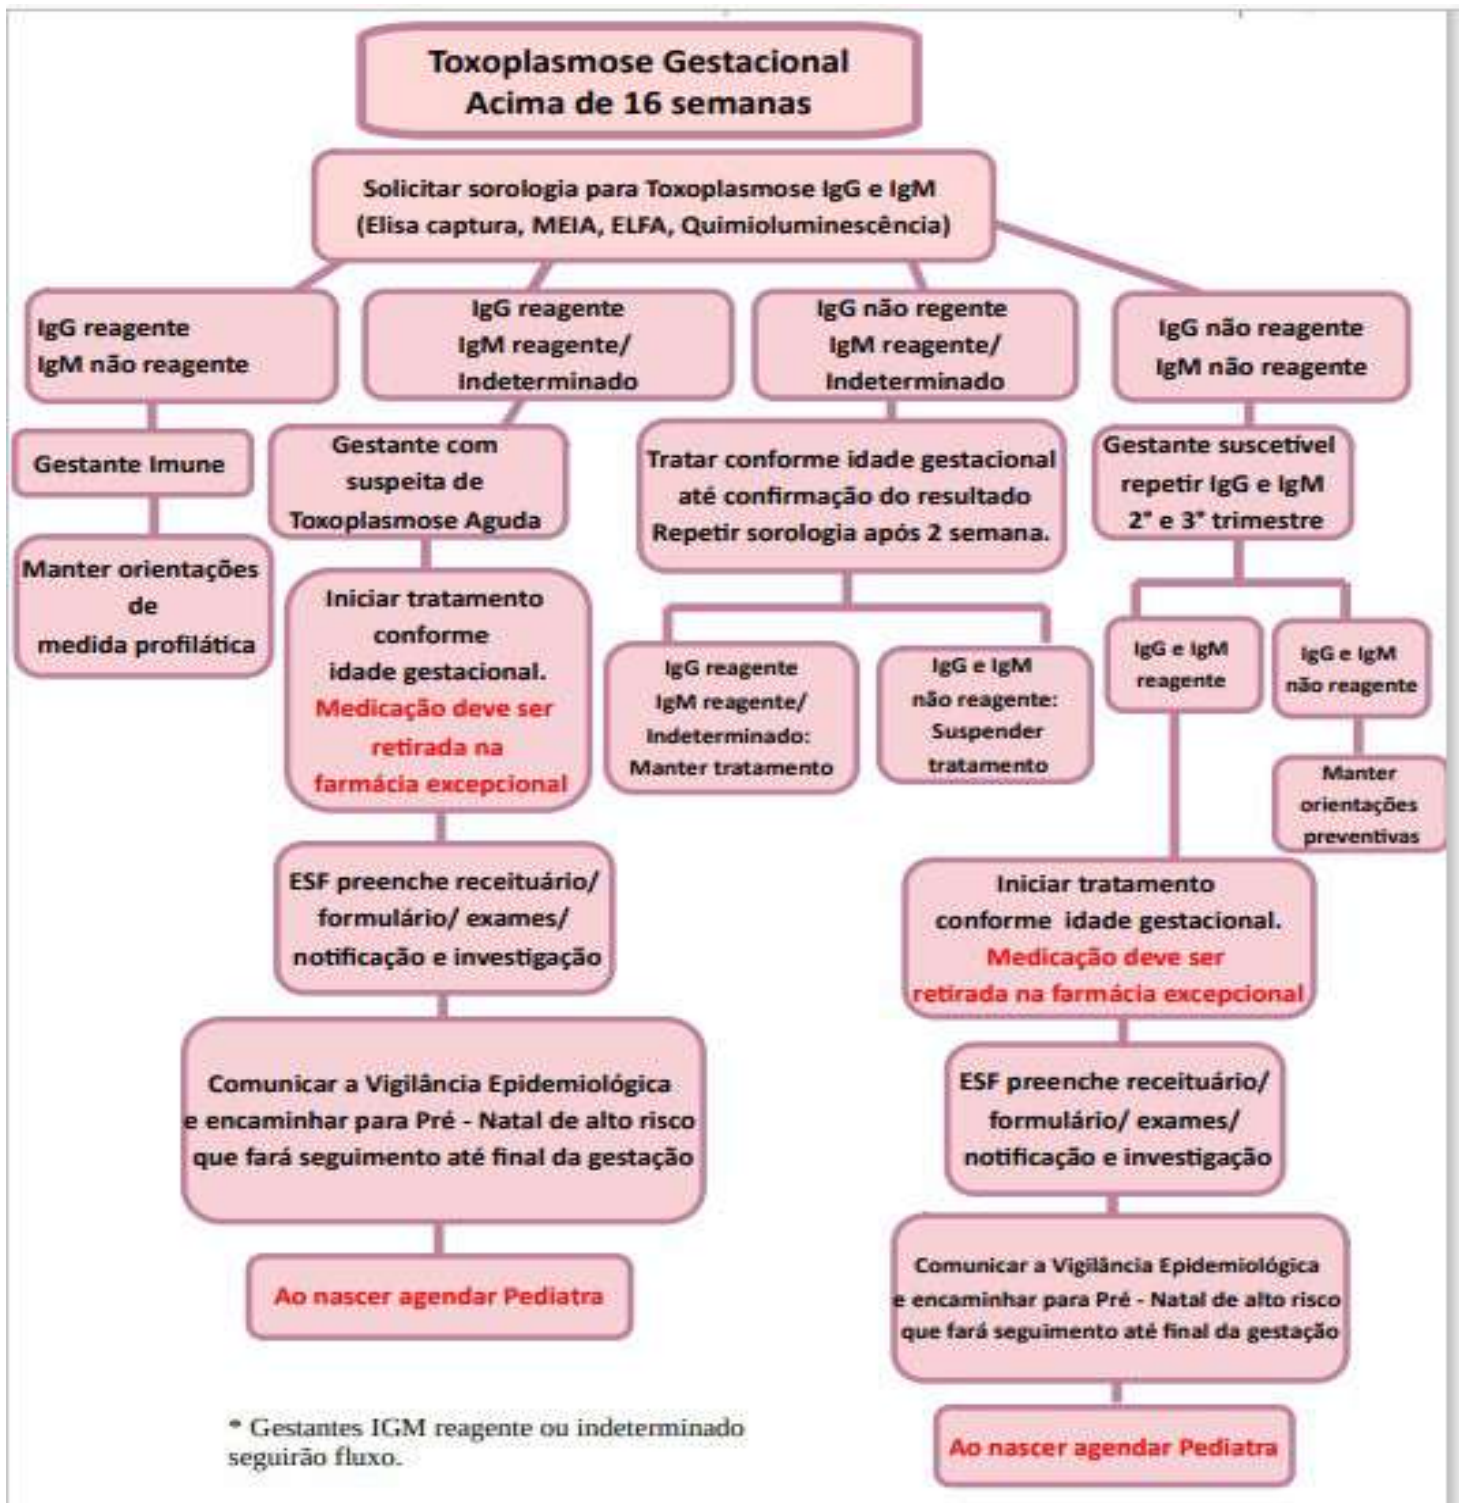 Toxoplasmose Gestacional
Acima de 16 semanas
Solicitar sorologia para Toxoplasmose IgG e IgM
(Elisa captura, MEIA, ELFA, Quimioluminescência)
IgG reagente
IgM não reagente
IgG reagente
IgM reagente/
Indeterminado
IgG não regente
IgM reagente/
Indeterminado
IgG não reagente
IgM não reagente
Gestante Imune
Gestante com
suspeita de
Toxoplasmose Aguda
Tratar conforme idade gestacional
até confirmação do resultado
Repetir sorologia após 2 semana.
Gestante suscetível
repetir IgG e IgM
2° e 3° trimestre
Manter orientações
de
medida profilática
Iniciar tratamento
conforme
idade gestacional.
Medicação deve ser
retirada na
farmácia excepcional
IgG reagente
IgM reagente/
Indeterminado:
Manter tratamento
IgG e IgM
não reagente:
Suspender
tratamento
IgG e IgM
reagente
IgG e IgM
não reagente
Manter
orientações
preventivas
ESF preenche receituário/
formulário/ exames/
notificação e investigação
Iniciar tratamento
conforme idade gestacional.
Medicação deve ser
retirada na farmácia excepcional
Comunicar a Vigilância Epidemiológica
e encaminhar para Pré - Natal de alto risco
que fará seguimento até final da gestação
ESF preenche receituário/
formulário/ exames/
notificação e investigação
Ao nascer agendar Pediatra
Comunicar a Vigilância Epidemiológica
e encaminhar para Pré - Natal de alto risco
que fará seguimento até final da gestação
Ao nascer agendar Pediatra
* Gestantes IGM reagente ou indeterminado
seguirão fluxo.